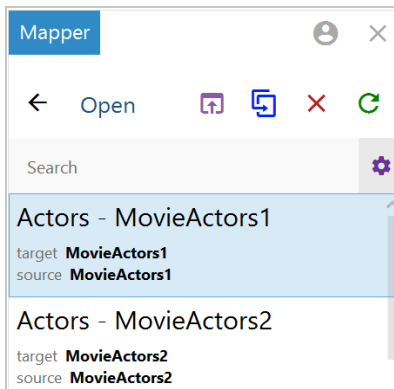 Mapper
Open
Search
Actors - MovieActors1
target MovieActors1
source MovieActors1
Actors - MovieActors2
target MovieActors2
source MovieActors2